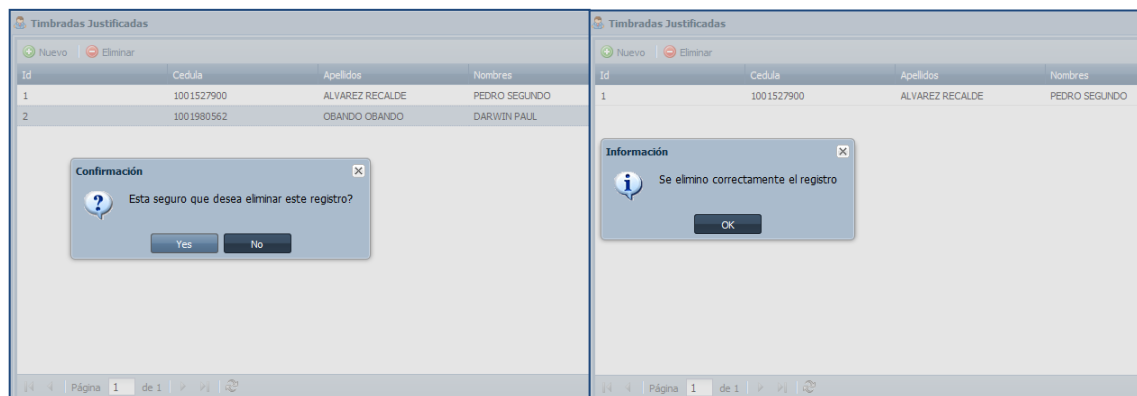 Timbradas Justificadas
Nuevo Eliminar
Id Cedula Apellidos Nombres
1 1001527900 ALVAREZ RECALDE PEDRO SEGUNDO
2 1001980562 OBANDO OBANDO DARWIN PAUL
Confirmación
Esta seguro que desea eliminar este registro?
Yes No
Página 1 de 1
Timbradas Justificadas
Nuevo Eliminar
Id Cedula Apellidos Nombres
1 1001527900 ALVAREZ RECALDE PEDRO SEGUNDO
Información
Se elimino correctamente el registro
OK
Página 1 de 1